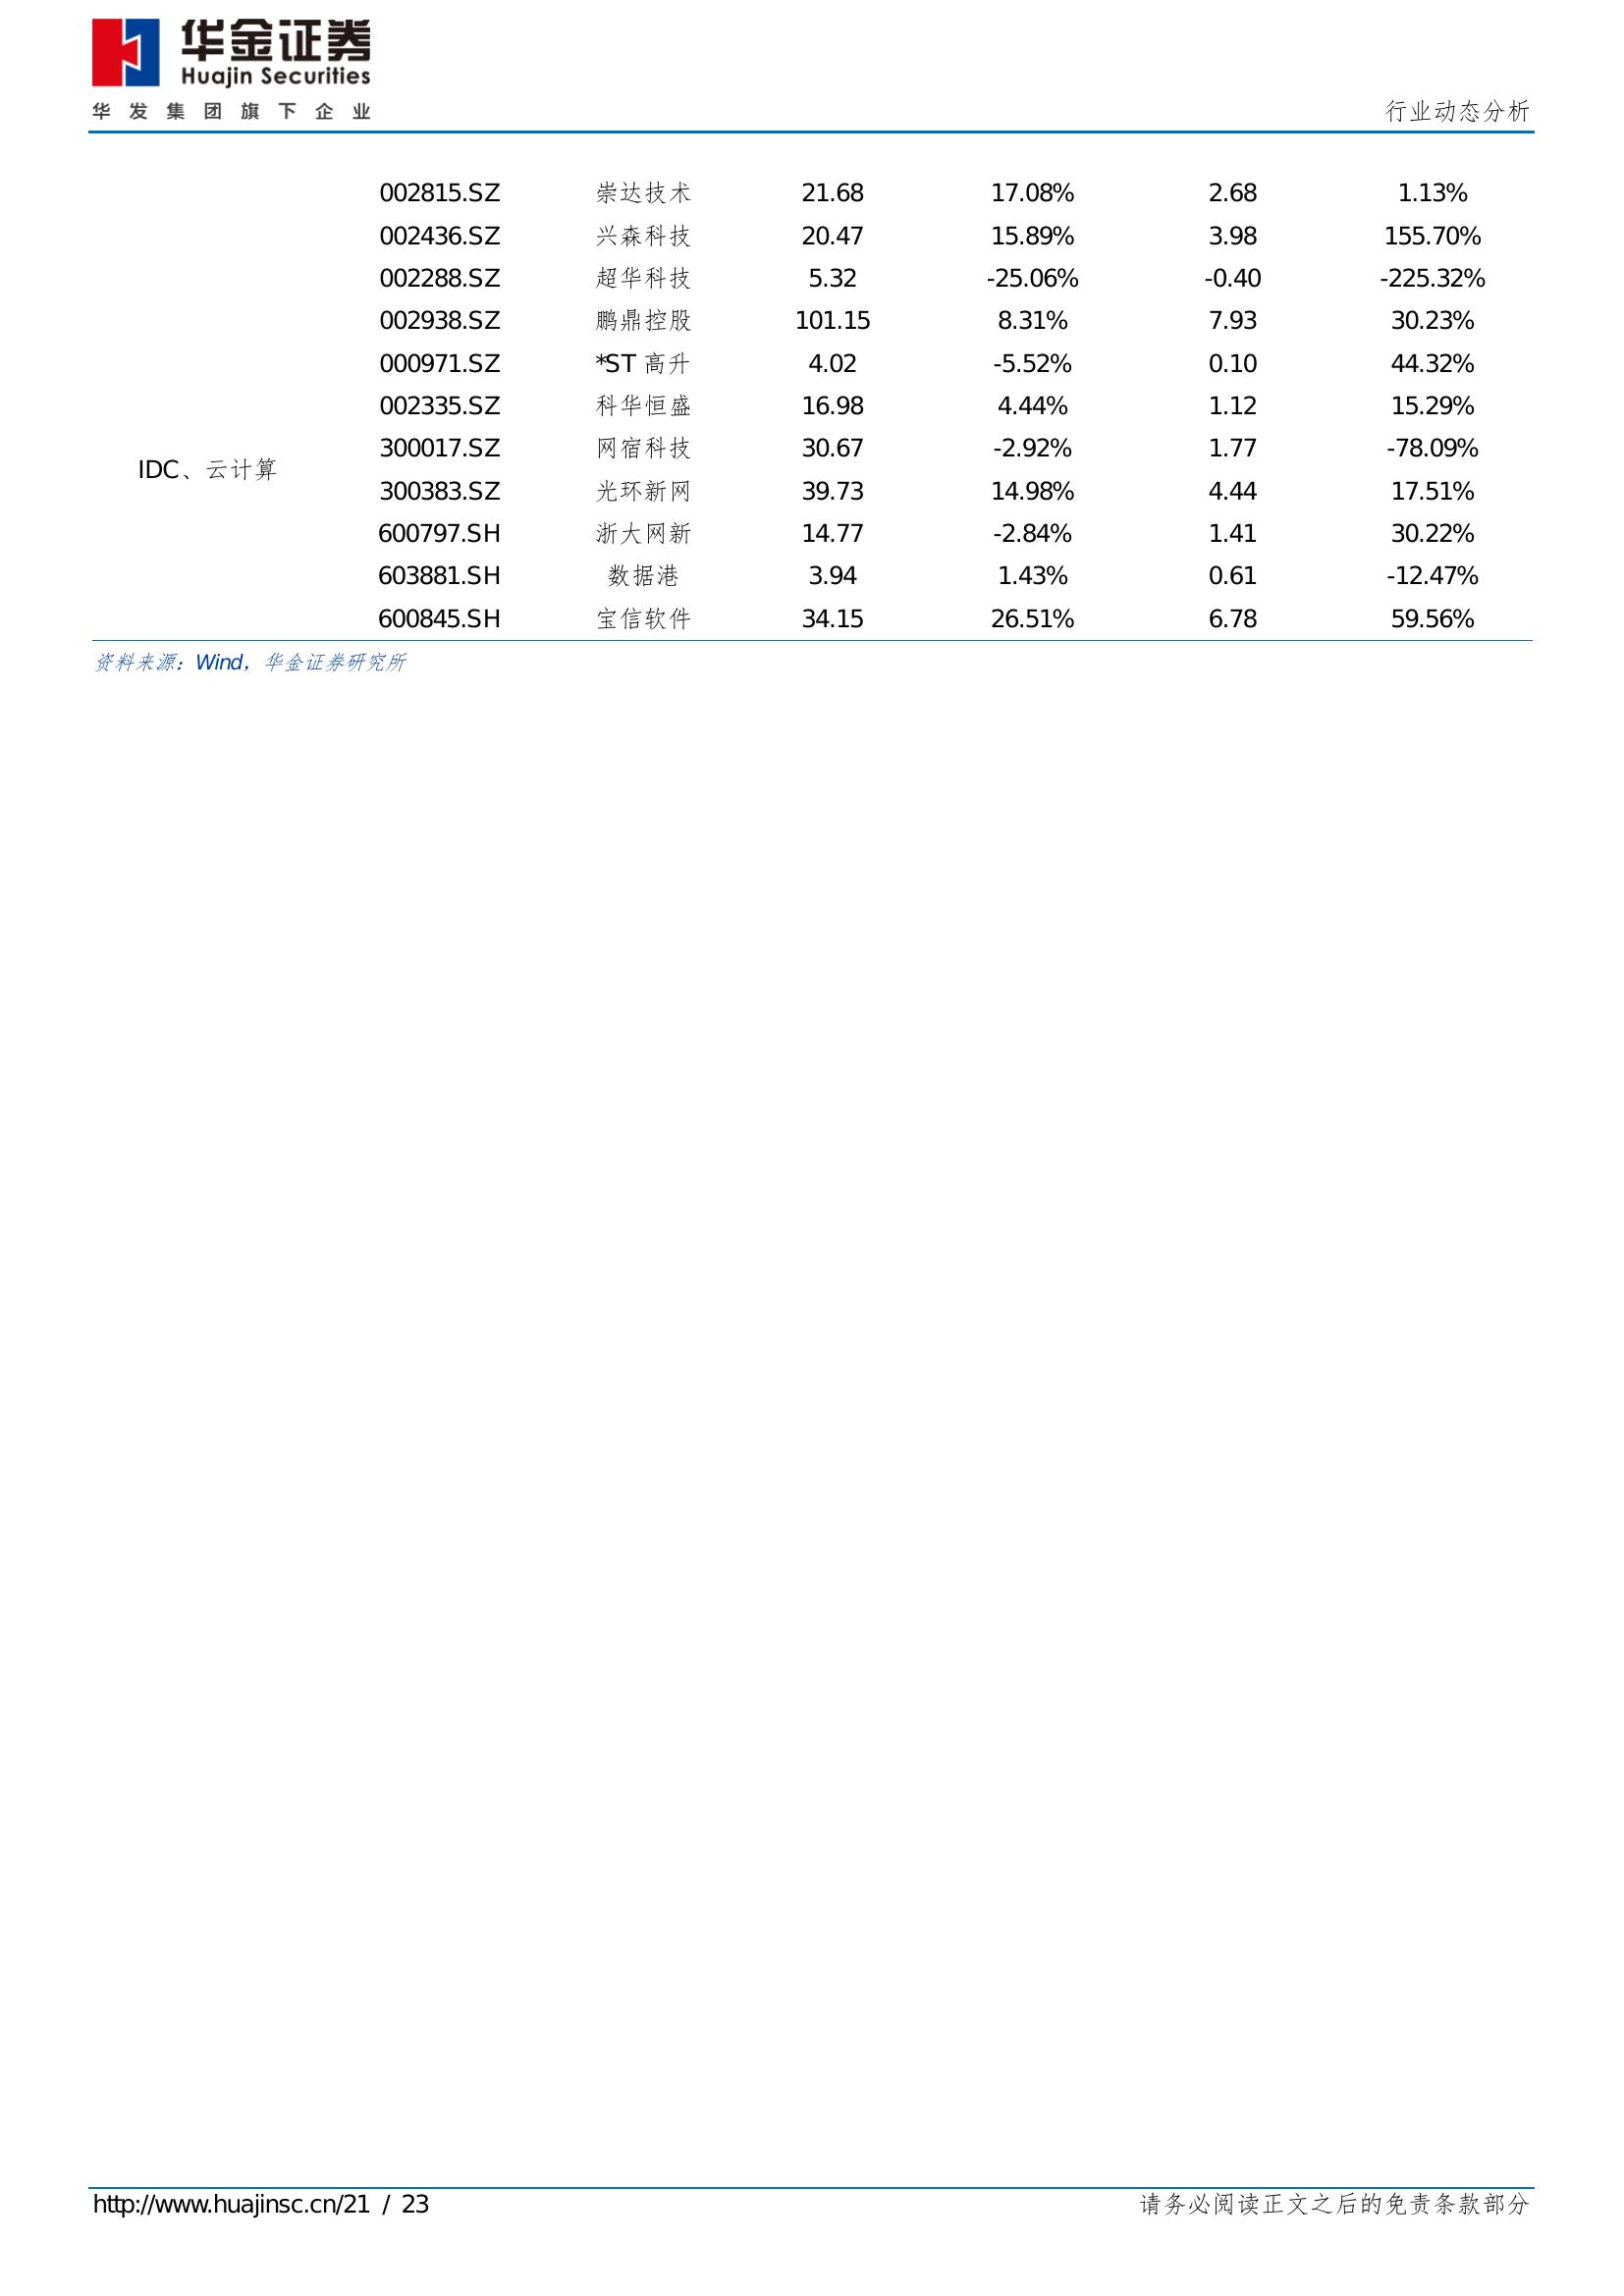 华金证券
Huajin Securities
华发集团旗下企业
行业动态分析
002815.SZ 崇达技术 21.68 17.08% 2.68 1.13%
002436.SZ 兴森科技 20.47 15.89% 3.98 155.70%
002288.SZ 超华科技 5.32 -25.06% -0.40 -225.32%
002938.SZ 鹏鼎控股 101.15 8.31% 7.93 30.23%
000971.SZ *ST 高升 4.02 -5.52% 0.10 44.32%
002335.SZ 科华恒盛 16.98 4.44% 1.12 15.29%
300017.SZ 网宿科技 30.67 -2.92% 1.77 -78.09%
IDC、云计算
300383.SZ 光环新网 39.73 14.98% 4.44 17.51%
600797.SH 浙大网新 14.77 -2.84% 1.41 30.22%
603881.SH 数据港 3.94 1.43% 0.61 -12.47%
600845.SH 宝信软件 34.15 26.51% 6.78 59.56%
资料来源：Wind，华金证券研究所
http://www.huajinsc.cn/21 / 23 请务必阅读正文之后的免责条款部分